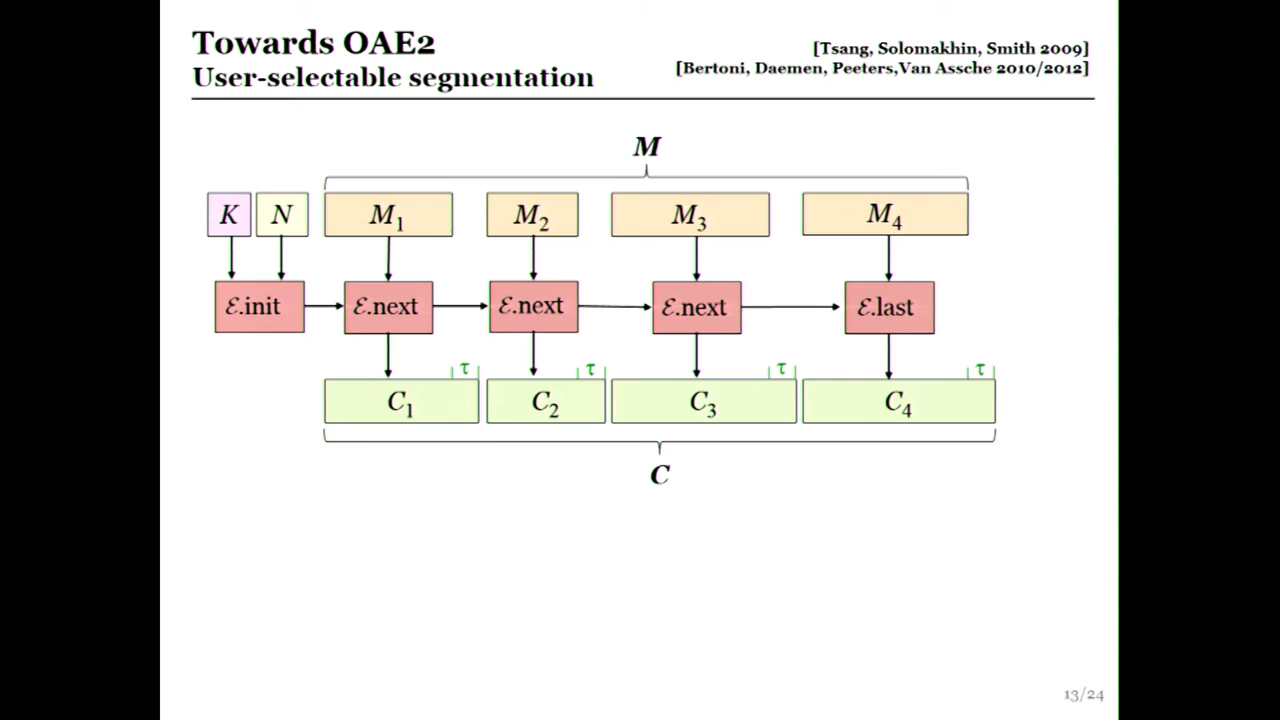 Towards OAE2
User-selectable segmentation
[Tsang, Solomakhin, Smith 2009]
[Bertoni, Daemen, Peeters,Van Assche 2010/2012]
M
K N M₁ M₂ M₃ M₄
ℰ.init ℰ.next ℰ.next ℰ.next ℰ.last
τ τ τ τ
C₁ C₂ C₃ C₄
C
13/24